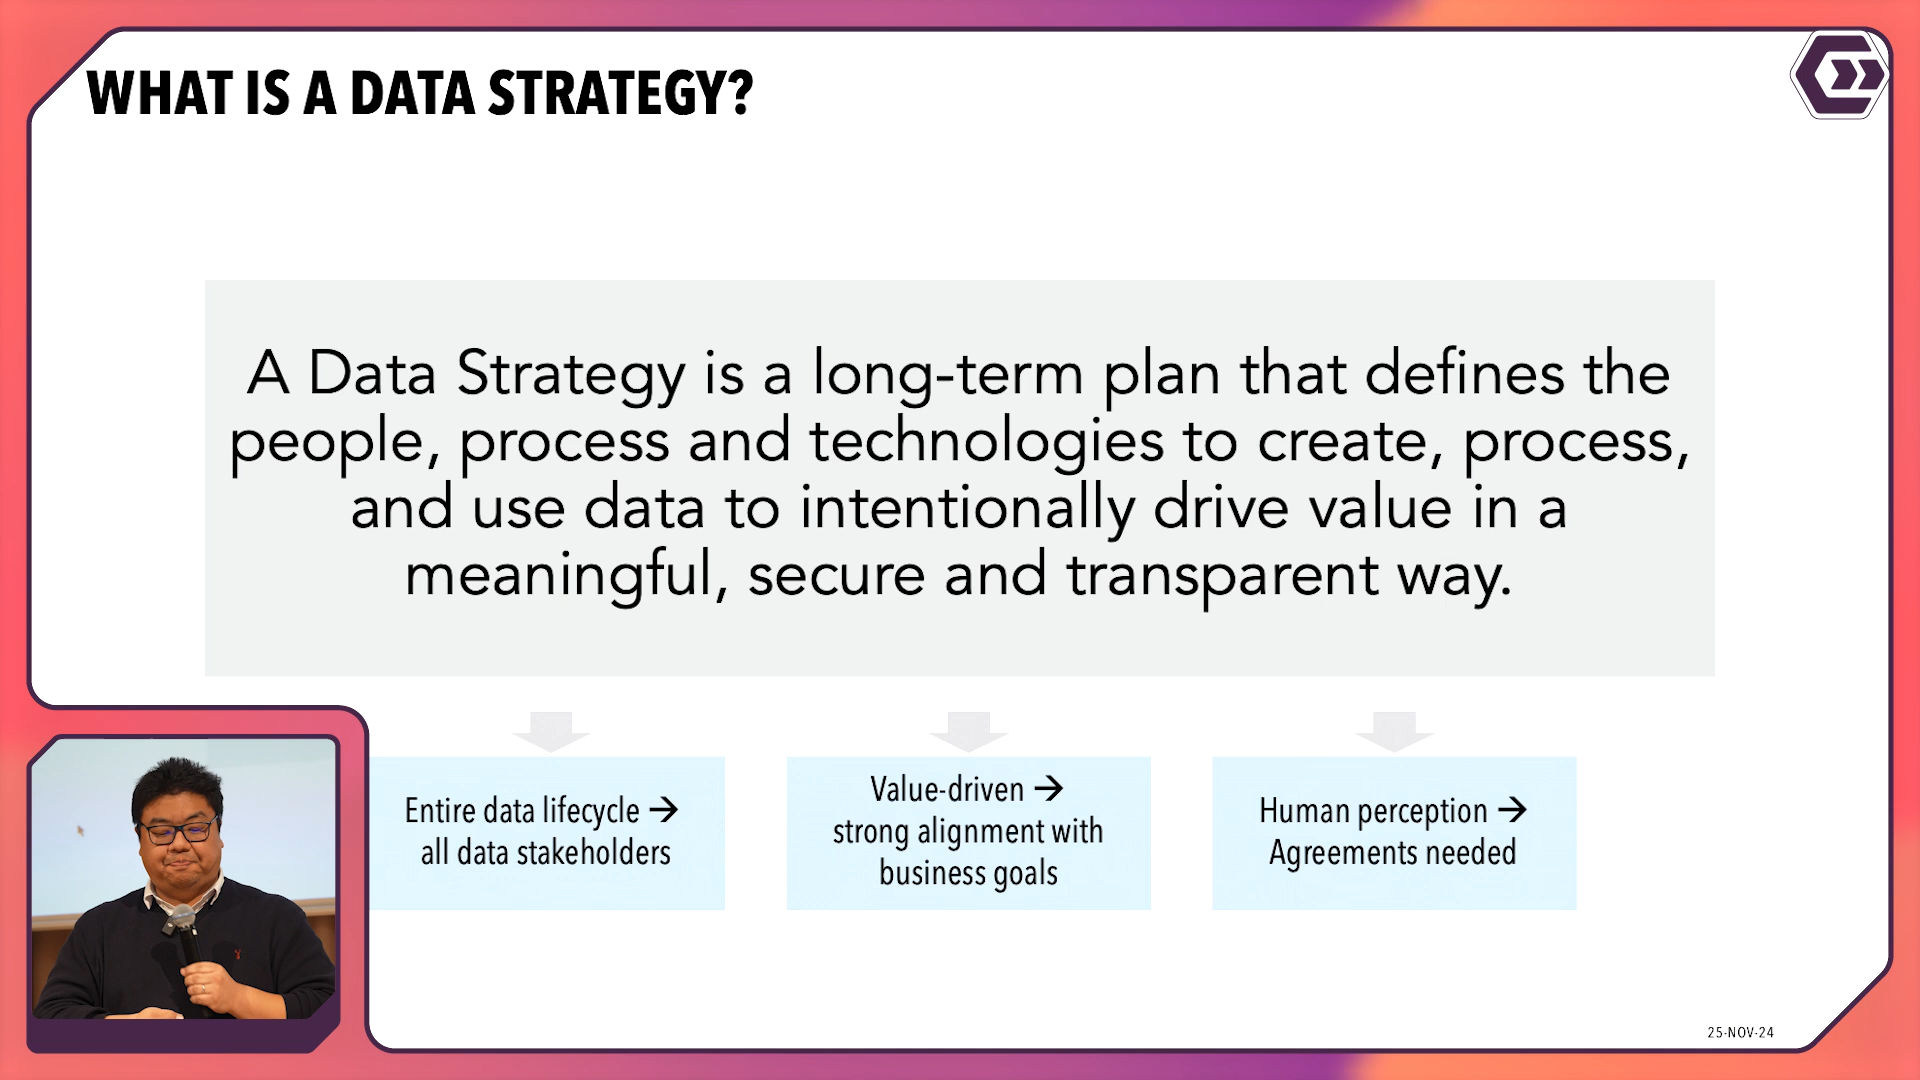 WHAT IS A DATA STRATEGY?
A Data Strategy is a long-term plan that defines the
people, process and technologies to create, process,
and use data to intentionally drive value in a
meaningful, secure and transparent way.
Entire data lifecycle →
all data stakeholders
Value-driven →
strong alignment with
business goals
Human perception →
Agreements needed
25-NOV-24